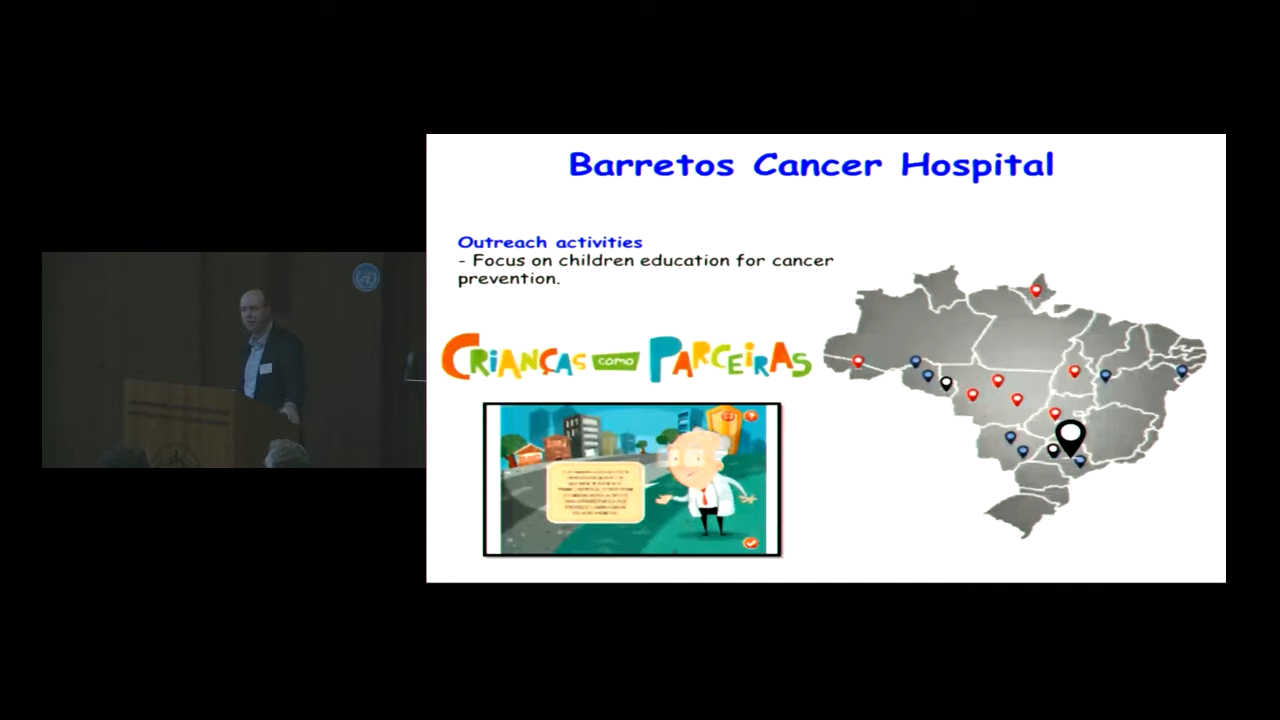 Barretos Cancer Hospital
Outreach activities
- Focus on children education for cancer
prevention.
CRIANÇAS COMO PARCEIRAS